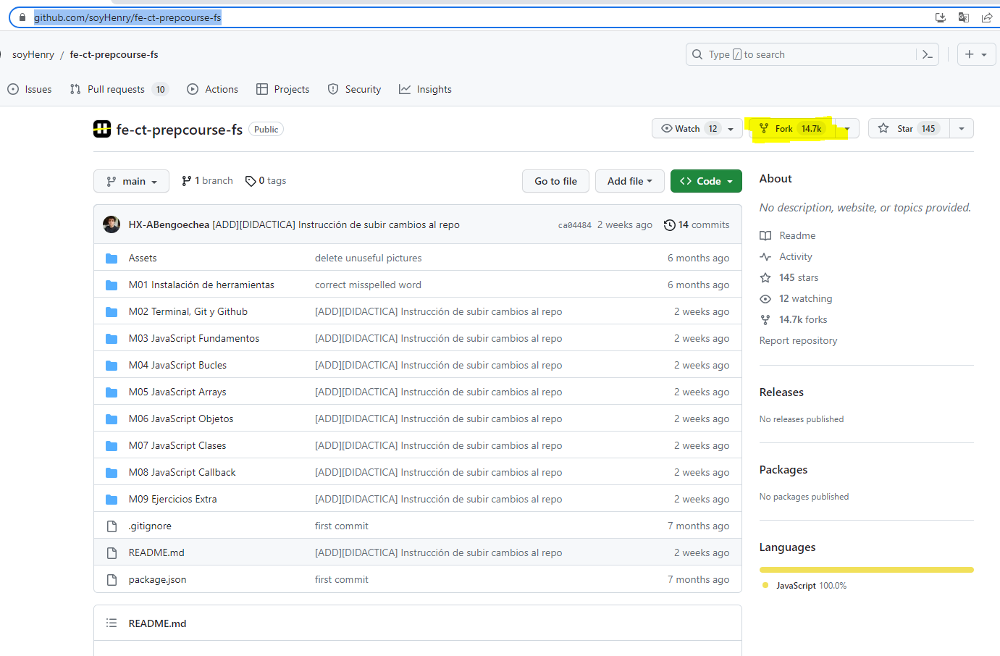 github.com/soyHenry/fe-ct-prepcourse-fs
soyHenry / fe-ct-prepcourse-fs
Type / to search
Issues Pull requests 10 Actions Projects Security Insights
fe-ct-prepcourse-fs Public
Watch 12 Fork 14.7k Star 145
main 1 branch 0 tags Go to file Add file Code
HX-ABengoechea [ADD][DIDACTICA] Instrucción de subir cambios al repo ca04484 2 weeks ago 14 commits
Assets delete unuseful pictures 6 months ago
M01 Instalación de herramientas correct misspelled word 6 months ago
M02 Terminal, Git y Github [ADD][DIDACTICA] Instrucción de subir cambios al repo 2 weeks ago
M03 JavaScript Fundamentos [ADD][DIDACTICA] Instrucción de subir cambios al repo 2 weeks ago
M04 JavaScript Bucles [ADD][DIDACTICA] Instrucción de subir cambios al repo 2 weeks ago
M05 JavaScript Arrays [ADD][DIDACTICA] Instrucción de subir cambios al repo 2 weeks ago
M06 JavaScript Objetos [ADD][DIDACTICA] Instrucción de subir cambios al repo 2 weeks ago
M07 JavaScript Clases [ADD][DIDACTICA] Instrucción de subir cambios al repo 2 weeks ago
M08 JavaScript Callback [ADD][DIDACTICA] Instrucción de subir cambios al repo 2 weeks ago
M09 Ejercicios Extra [ADD][DIDACTICA] Instrucción de subir cambios al repo 2 weeks ago
.gitignore first commit 7 months ago
README.md [ADD][DIDACTICA] Instrucción de subir cambios al repo 2 weeks ago
package.json first commit 7 months ago
README.md
About
No description, website, or topics provided.
Readme
Activity
145 stars
12 watching
14.7k forks
Report repository
Releases
No releases published
Packages
No packages published
Languages
JavaScript 100.0%